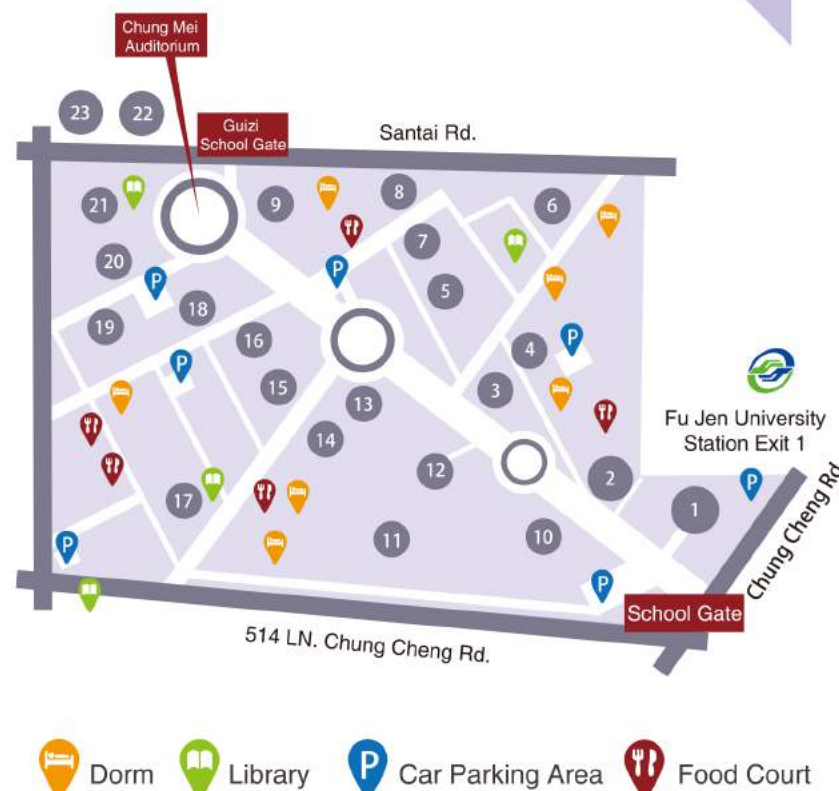 Chung Mei
Auditorium
23
22
Guizi
School Gate
Santai Rd.
21
9
8
6
7
20
5
18
19
16
4
15
3
13
14
Fu Jen University
Station Exit 1
12
2
17
1
11
10
Chung Cheng Rd.
School Gate
514 LN. Chung Cheng Rd.
P
P
P
P
P
P
P
Dorm
Library
P
Car Parking Area
Food Court